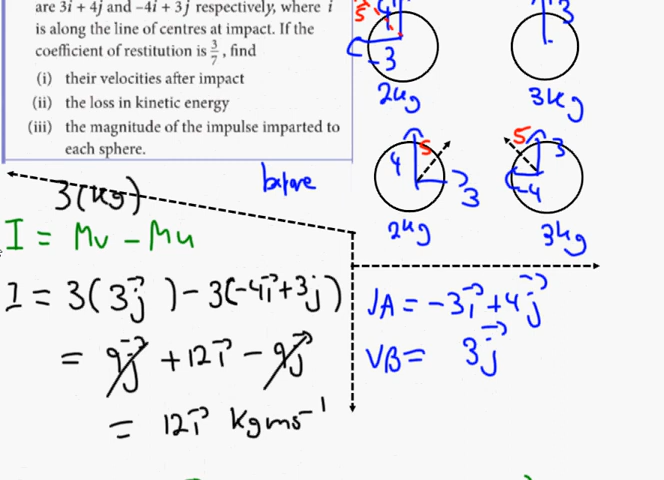 are 3i + 4j and −4i + 3j respectively, where i
is along the line of centres at impact. If the
coefficient of restitution is 3/7, find
(i) their velocities after impact
(ii) the loss in kinetic energy
(iii) the magnitude of the impulse imparted to
each sphere.
5 4
-3
2kg
3
3kg
before
4 5 3
2kg
5 3 -4
3kg
3(kg)
I = Mv - Mu
I = 3(3j) - 3(-4i+3j)
= 9j + 12i - 9j
= 12i kgms⁻¹
VA = -3i + 4j
VB = 3j